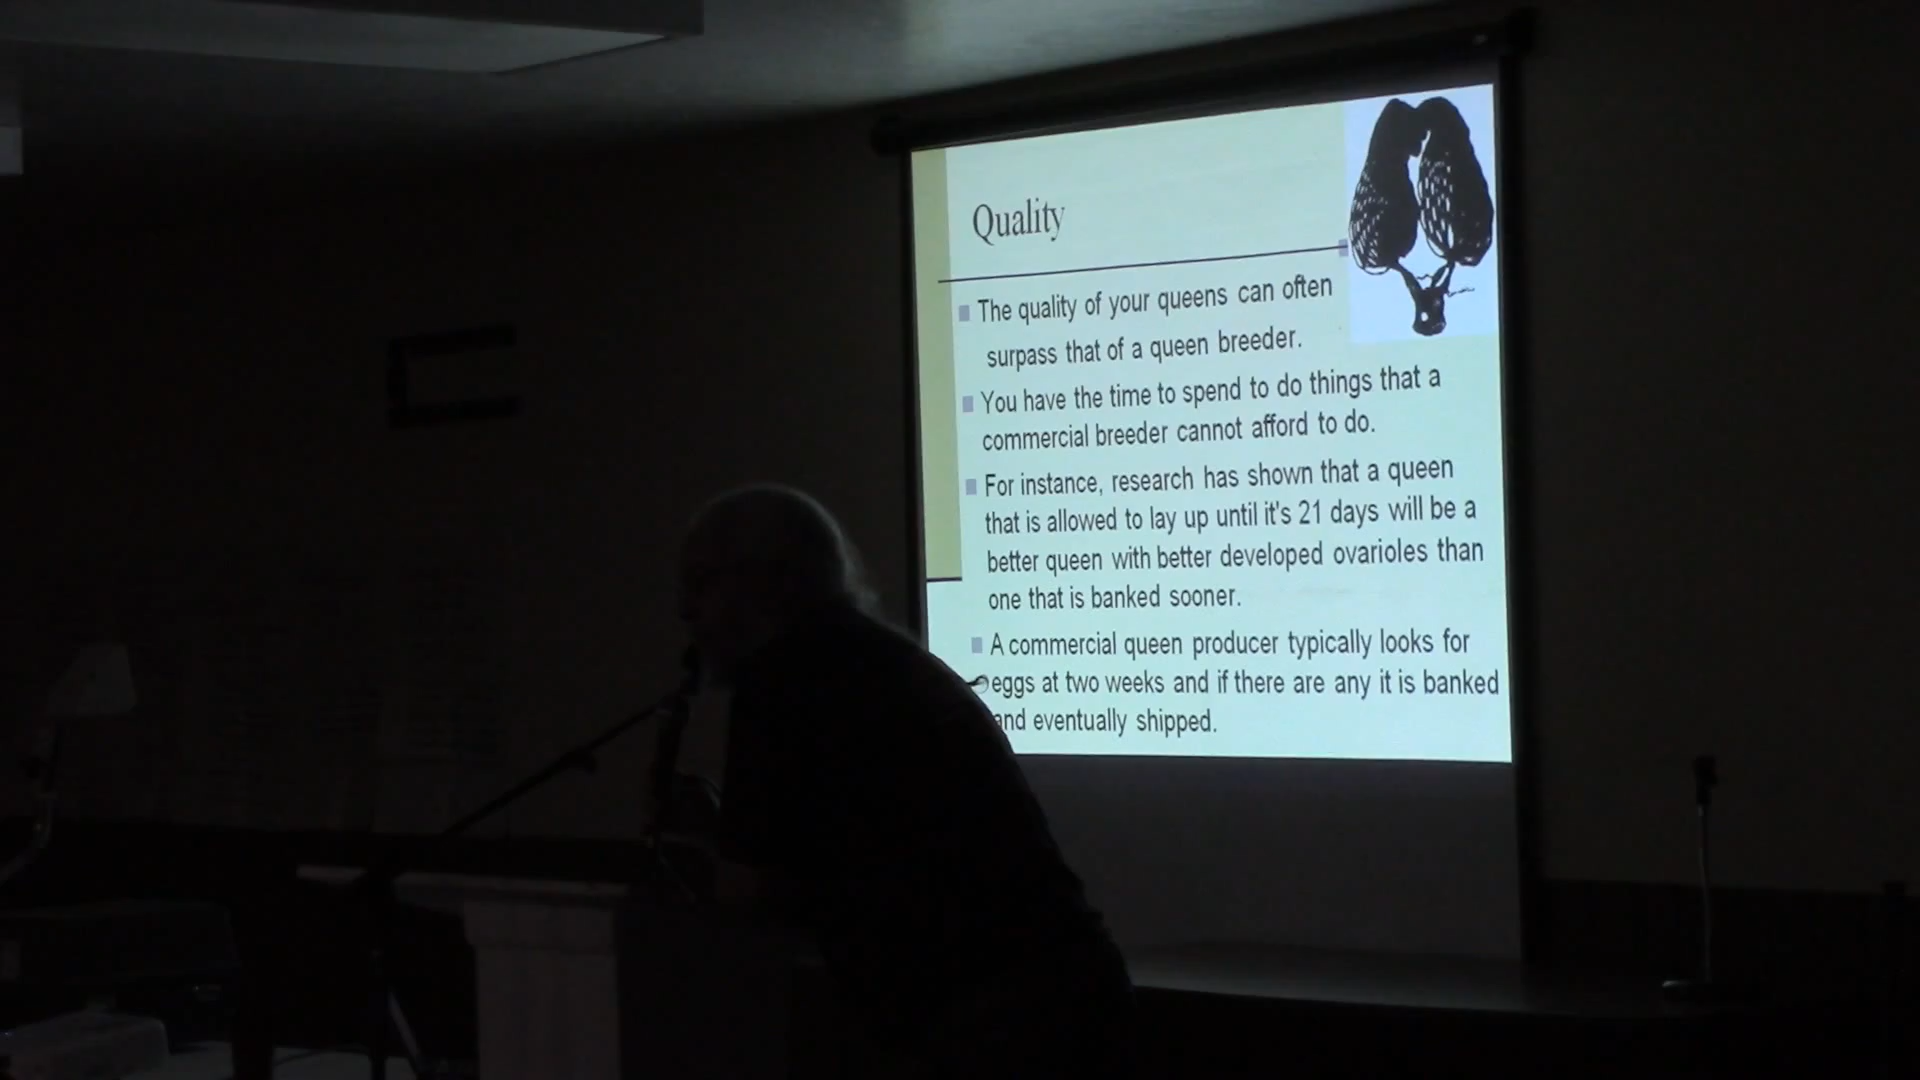 Quality
The quality of your queens can often
surpass that of a queen breeder.
You have the time to spend to do things that a
commercial breeder cannot afford to do.
For instance, research has shown that a queen
that is allowed to lay up until it's 21 days will be a
better queen with better developed ovarioles than
one that is banked sooner.
A commercial queen producer typically looks for
eggs at two weeks and if there are any it is banked
and eventually shipped.